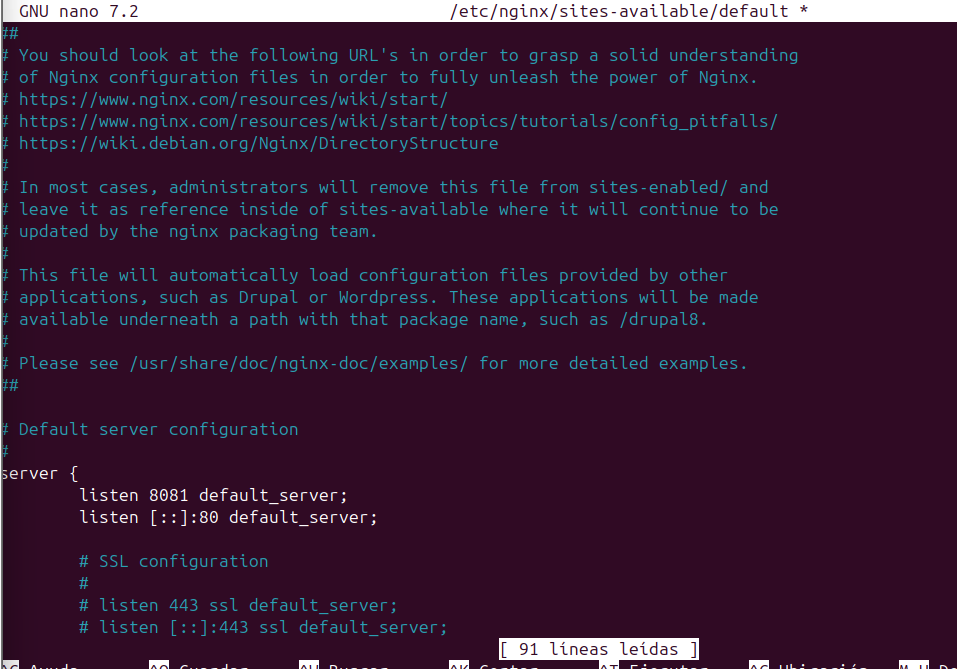 GNU nano 7.2 /etc/nginx/sites-available/default *
##
# You should look at the following URL's in order to grasp a solid understanding
# of Nginx configuration files in order to fully unleash the power of Nginx.
# https://www.nginx.com/resources/wiki/start/
# https://www.nginx.com/resources/wiki/start/topics/tutorials/config_pitfalls/
# https://wiki.debian.org/Nginx/DirectoryStructure
#
# In most cases, administrators will remove this file from sites-enabled/ and
# leave it as reference inside of sites-available where it will continue to be
# updated by the nginx packaging team.
#
# This file will automatically load configuration files provided by other
# applications, such as Drupal or Wordpress. These applications will be made
# available underneath a path with that package name, such as /drupal8.
#
# Please see /usr/share/doc/nginx-doc/examples/ for more detailed examples.
##
# Default server configuration
#
server {
listen 8081 default_server;
listen [::]:80 default_server;
# SSL configuration
#
# listen 443 ssl default_server;
# listen [::]:443 ssl default_server;
[ 91 líneas leídas ]
^G Ayuda ^O Guardar ^W Buscar ^K Cortar ^T Ejecutar ^C Ubicación M-U